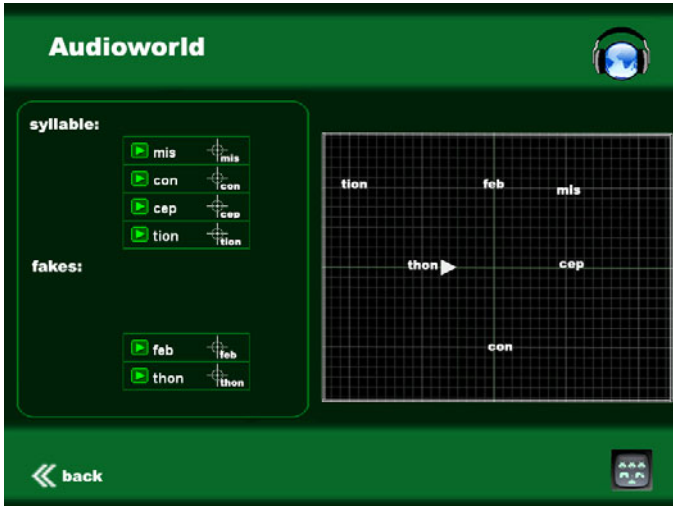 Audioworld
syllable:
mis mis
con con
cep cep
tion tion
fakes:
feb feb
thon thon
tion feb mis
thon cep
con
back